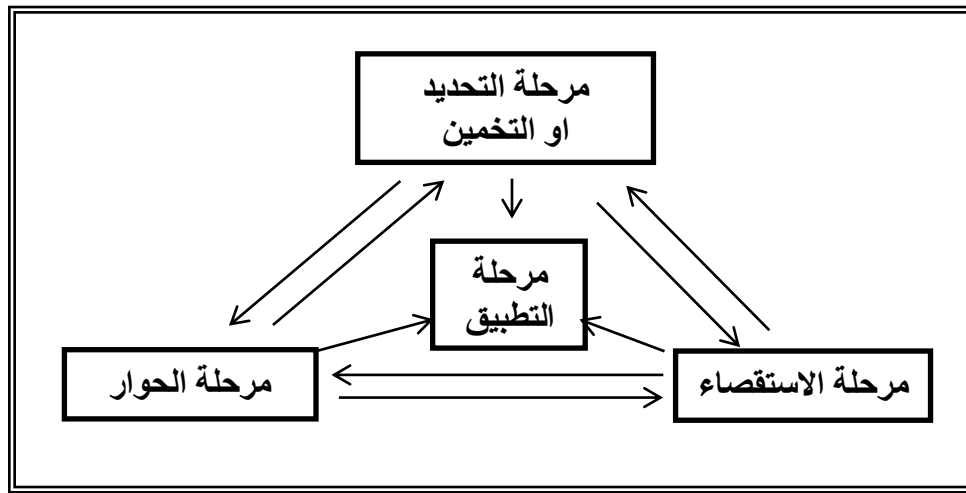 مرحلة التحديد
او التخمين
مرحلة
التطبيق
مرحلة الاستقصاء
مرحلة الحوار